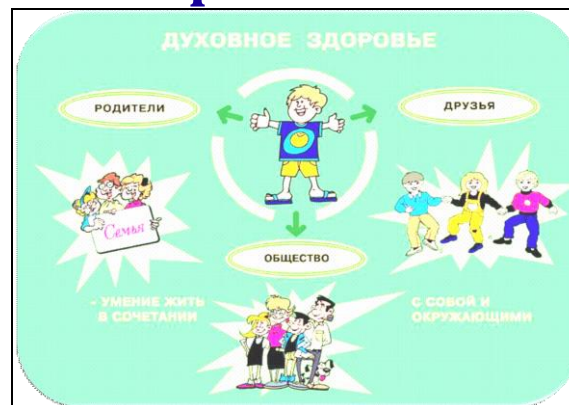 ДУХОВНОЕ ЗДОРОВЬЕ
РОДИТЕЛИ
ДРУЗЬЯ
Семья
ОБЩЕСТВО
- УМЕНИЕ ЖИТЬ
В СОЧЕТАНИИ
С СОБОЙ И
ОКРУЖАЮЩИМИ